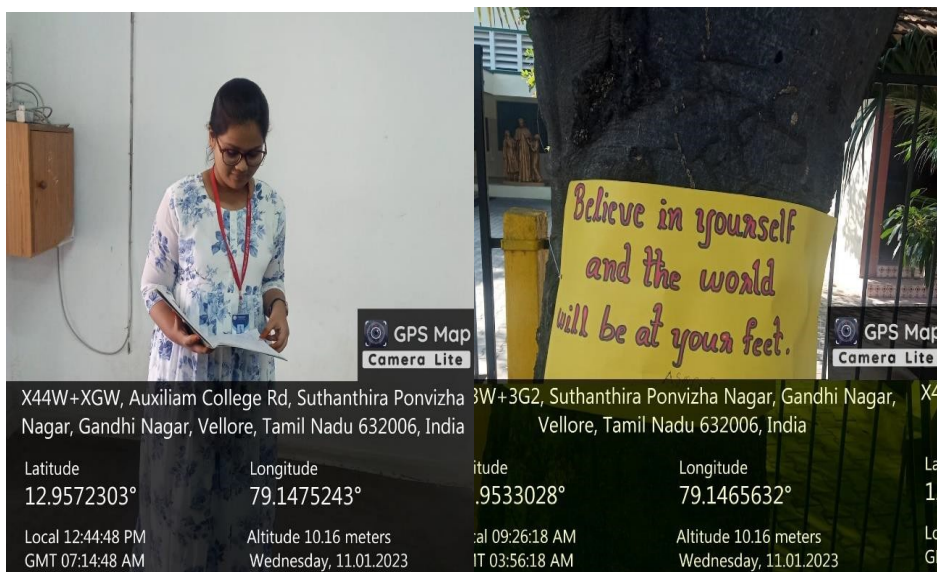 GPS Map
Camera Lite
X44W+XGW, Auxiliam College Rd, Suthanthira Ponvizha
Nagar, Gandhi Nagar, Vellore, Tamil Nadu 632006, India
Latitude
12.9572303°
Longitude
79.1475243°
Local 12:44:48 PM
GMT 07:14:48 AM
Altitude 10.16 meters
Wednesday, 11.01.2023
Believe in yourself
and the world
will be at your feet.
GPS Map
Camera Lite
3W+3G2, Suthanthira Ponvizha Nagar, Gandhi Nagar,
Vellore, Tamil Nadu 632006, India
itude
.9533028°
Longitude
79.1465632°
cal 09:26:18 AM
IT 03:56:18 AM
Altitude 10.16 meters
Wednesday, 11.01.2023